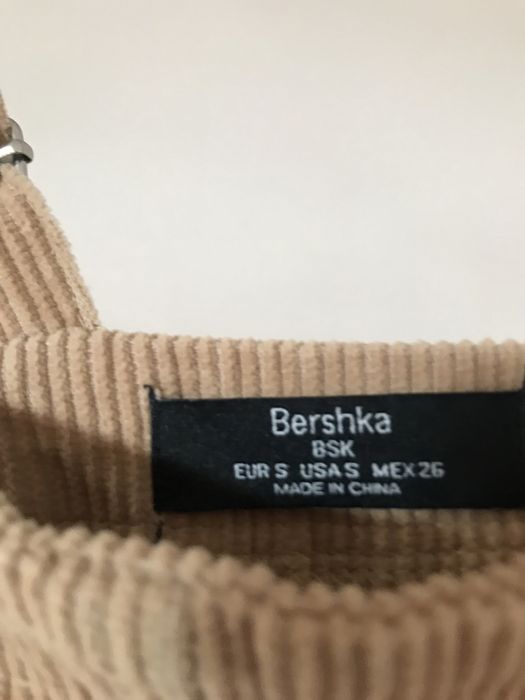 Bershka
BSK
EUR S USA S MEX 26
MADE IN CHINA